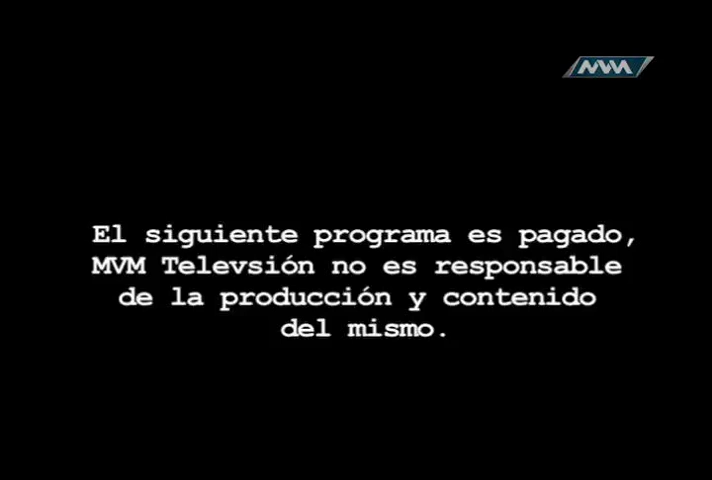 MVM
El siguiente programa es pagado,
MVM Televsión no es responsable
de la producción y contenido
del mismo.